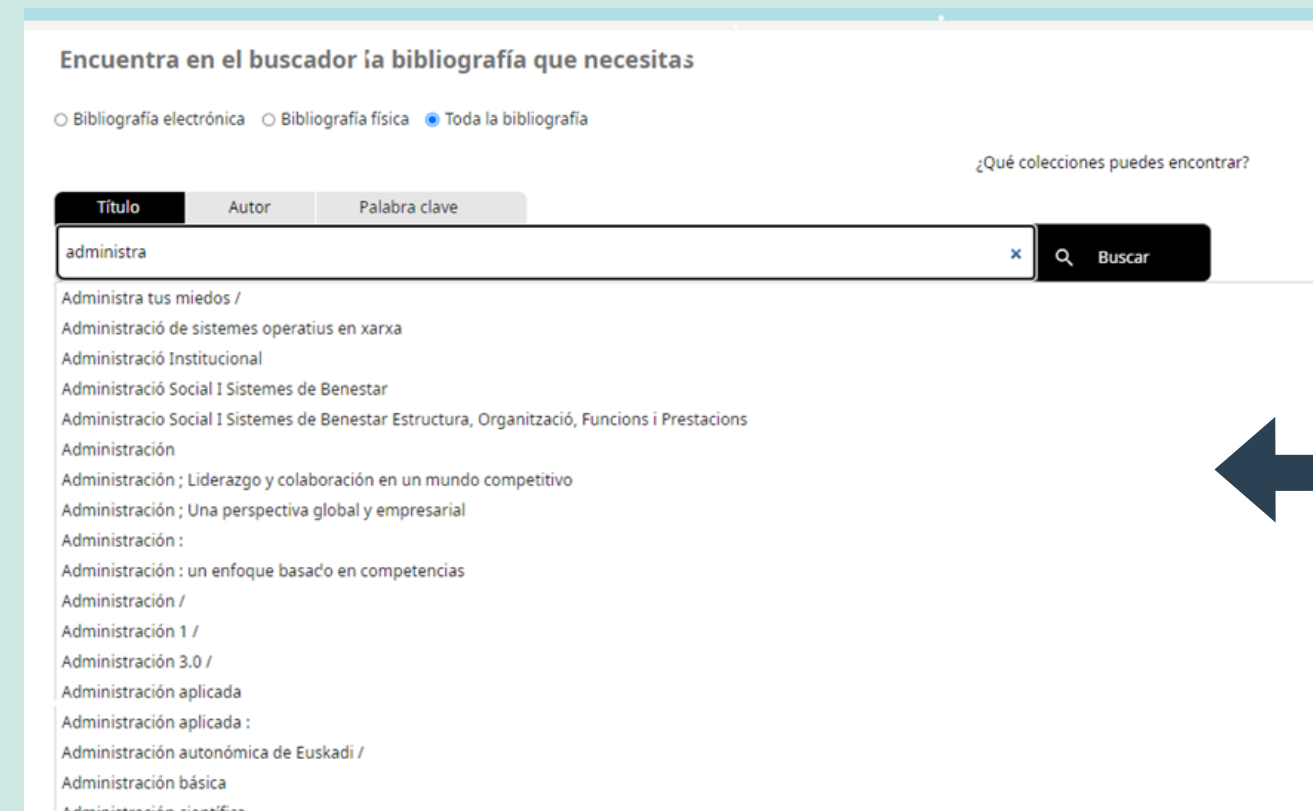 Encuentra en el buscador la bibliografía que necesitas
Bibliografía electrónica Bibliografía física Toda la bibliografía
¿Qué colecciones puedes encontrar?
Título Autor Palabra clave
administra × Buscar
Administra tus miedos /
Administració de sistemes operatius en xarxa
Administració Institucional
Administració Social I Sistemes de Benestar
Administracio Social I Sistemes de Benestar Estructura, Organització, Funcions i Prestacions
Administración
Administración ; Liderazgo y colaboración en un mundo competitivo
Administración ; Una perspectiva global y empresarial
Administración :
Administración : un enfoque basado en competencias
Administración /
Administración 1 /
Administración 3.0 /
Administración aplicada
Administración aplicada :
Administración autonómica de Euskadi /
Administración básica
Administración científica